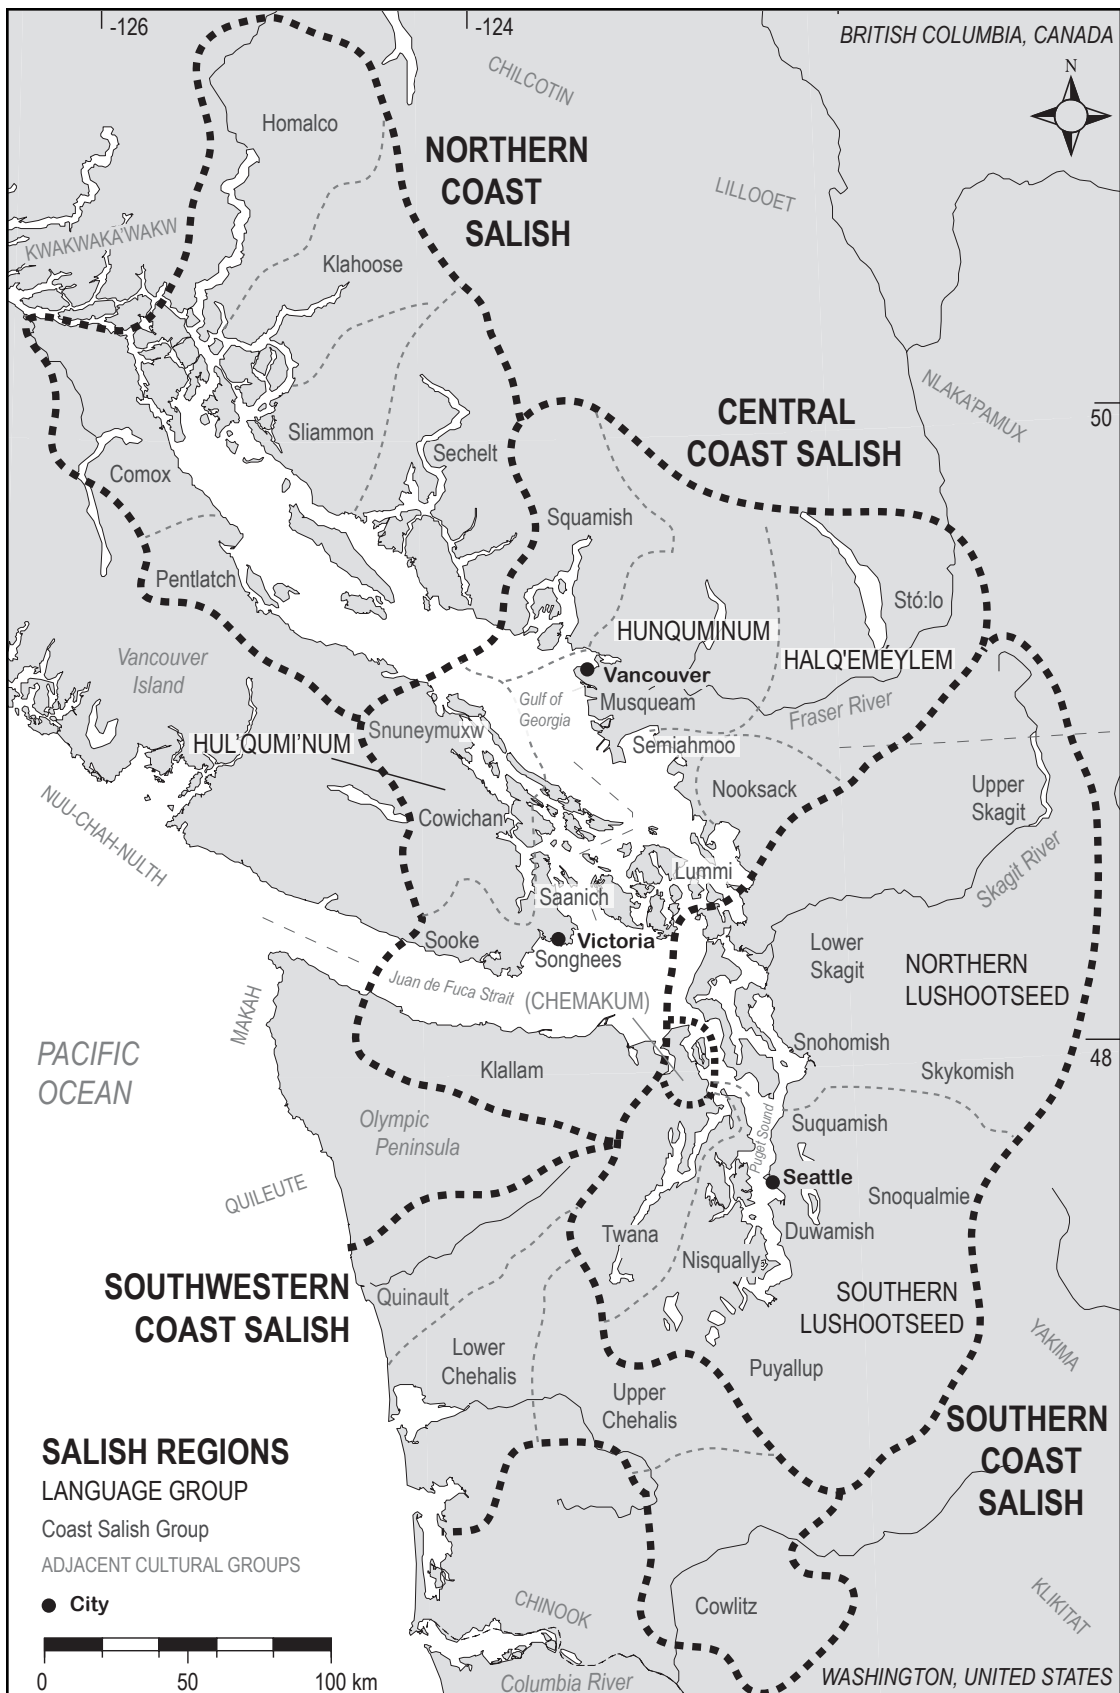 -126
-124
BRITISH COLUMBIA, CANADA
N
CHILCOTIN
Homalco
NORTHERN
COAST
SALISH
LILLOOET
KWAKWAKĀ'WAKW
Klahoose
NLAKA'PAMUX
50
CENTRAL
COAST SALISH
Sliammon
Sechelt
Comox
Squamish
Pentlatch
Stó:lo
HUNQUMINUM
HALQ'EMÉYLEM
Vancouver
Island
Vancouver
Musqueam
Gulf of
Georgia
Fraser River
Snuneymuxw
Semiahmoo
HUL'QUMI'NUM
Nooksack
Upper
Skagit
NUU-CHAH-NULTH
Cowichan
Skagit River
Lummi
Saanich
Sooke
Victoria
Songhees
Lower
Skagit
NORTHERN
LUSHOOTSEED
Juan de Fuca Strait
(CHEMAKUM)
MAKAH
PACIFIC
OCEAN
Snohomish
48
Klallam
Skykomish
Olympic
Peninsula
Puget Sound
Suquamish
Seattle
QUILEUTE
Snoqualmie
Twana
Duwamish
Nisqually
SOUTHWESTERN
COAST SALISH
Quinault
SOUTHERN
LUSHOOTSEED
Lower
Chehalis
YAKIMA
Puyallup
Upper
Chehalis
SOUTHERN
COAST
SALISH
SALISH REGIONS
LANGUAGE GROUP
Coast Salish Group
ADJACENT CULTURAL GROUPS
City
CHINOOK
Cowlitz
KLIKITAT
0 50 100 km
Columbia River
WASHINGTON, UNITED STATES